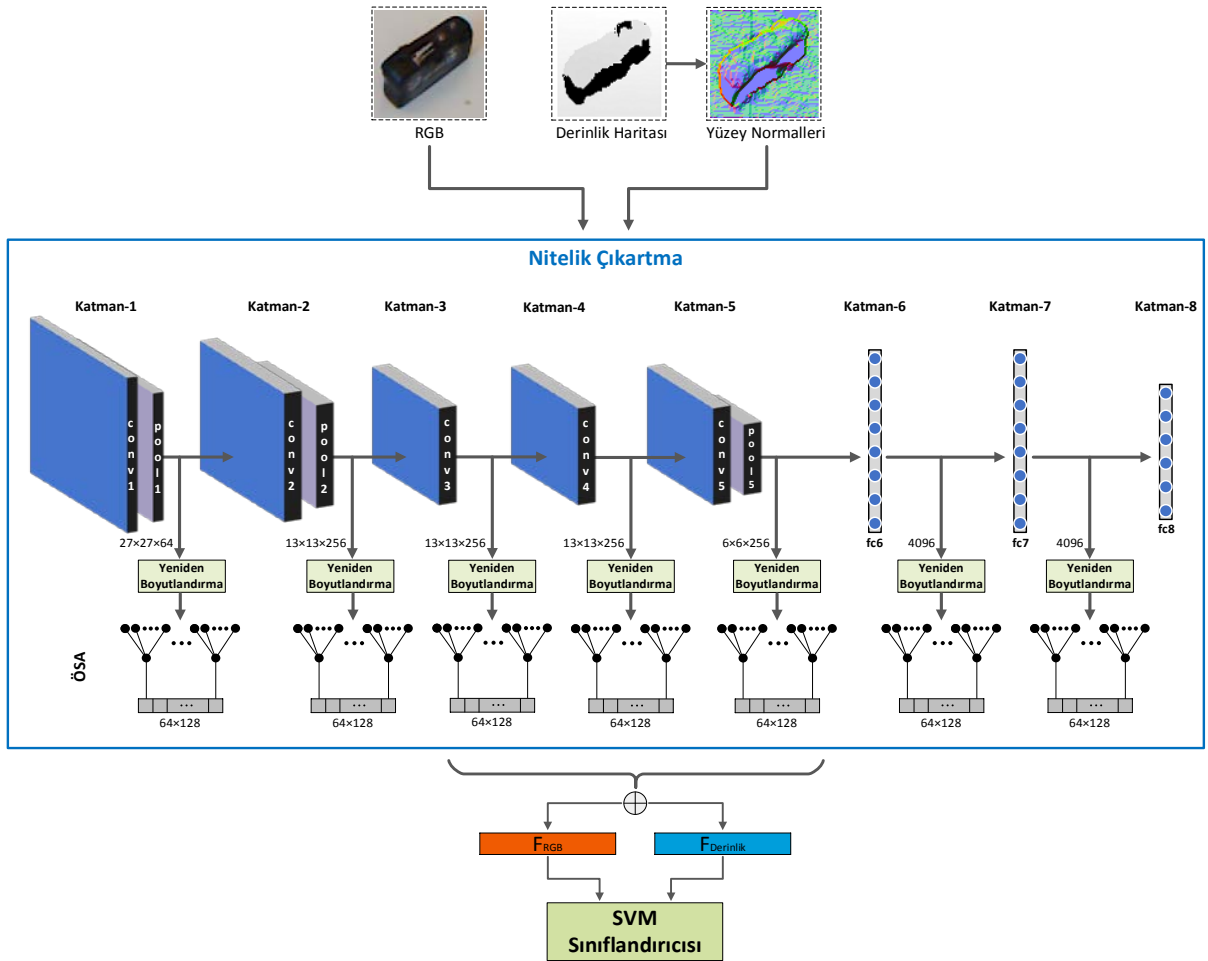 RGB
Derinlik Haritası
Yüzey Normalleri
Nitelik Çıkartma
Katman-1
Katman-2
Katman-3
Katman-4
Katman-5
Katman-6
Katman-7
Katman-8
conv1
pool1
conv2
pool2
conv3
conv4
conv5
pool5
fc6
fc7
fc8
27×27×64
13×13×256
13×13×256
13×13×256
6×6×256
4096
4096
Yeniden
Boyutlandırma
Yeniden
Boyutlandırma
Yeniden
Boyutlandırma
Yeniden
Boyutlandırma
Yeniden
Boyutlandırma
Yeniden
Boyutlandırma
Yeniden
Boyutlandırma
ÖSA
64×128
64×128
64×128
64×128
64×128
64×128
64×128
FRGB
FDerinlik
SVM
Sınıflandırıcısı